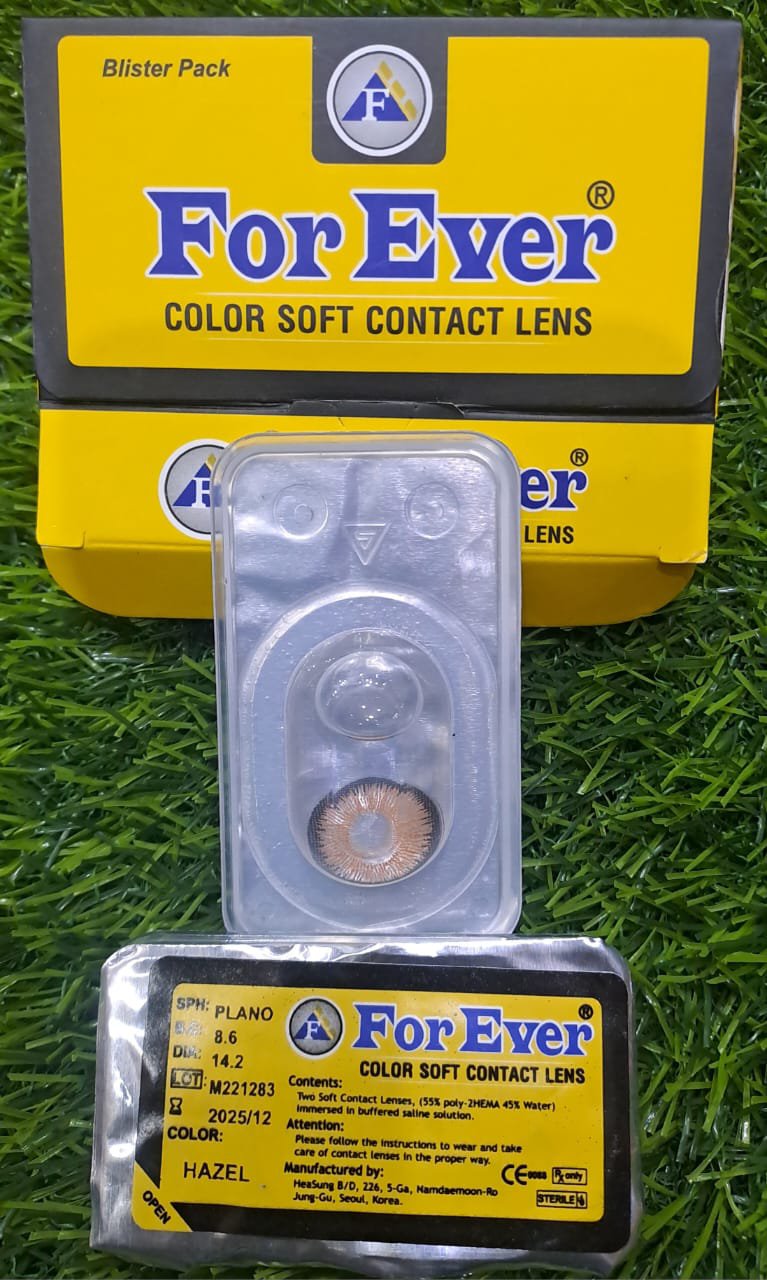 Blister Pack
F
For Ever®
COLOR SOFT CONTACT LENS
F
er®
LENS
SPH: PLANO
8.6
DIA: 14.2
LOT: M221283
2025/12
COLOR:
HAZEL
OPEN
F
For Ever®
COLOR SOFT CONTACT LENS
Contents:
Two Soft Contact Lenses, (55% poly-2HEMA 45% Water)
Immersed in buffered saline solution.
Attention:
Please follow the instructions to wear and take
care of contact lenses in the proper way.
Manufactured by:
HeaSung B/D, 226, 5-Ga, Namdaemoon-Ro
Jung-Gu, Seoul, Korea.
CE
Rx only
STERILE